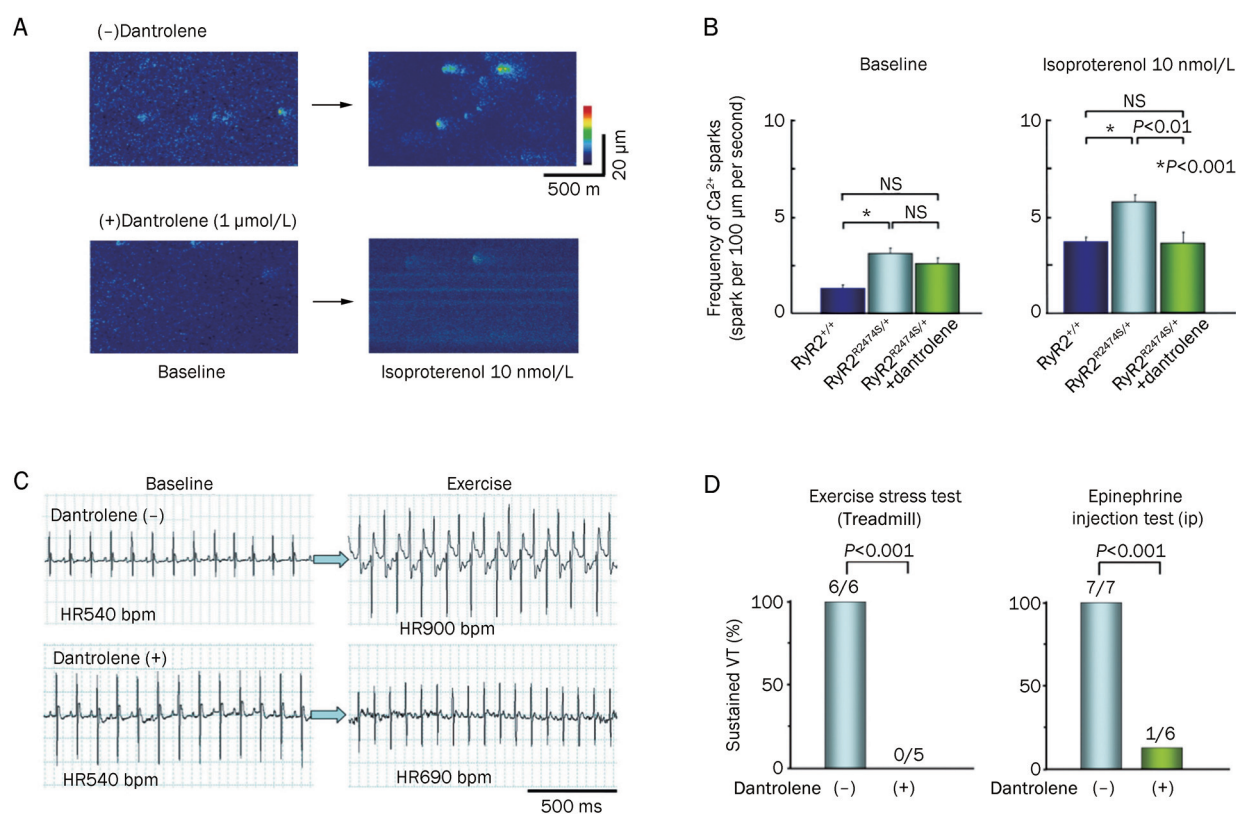 A
(–)Dantrolene
500 m
20 µm
(+)Dantrolene (1 µmol/L)
Baseline
Isoproterenol 10 nmol/L
B
Baseline
Isoproterenol 10 nmol/L
Frequency of Ca²⁺ sparks
(spark per 100 µm per second)
10
5
0
NS
*
NS
RyR2⁺/⁺
RyR2ᴿ²⁴⁷⁴ˢ/⁺
RyR2ᴿ²⁴⁷⁴ˢ/⁺
+dantrolene
10
5
0
NS
*
P<0.01
*P<0.001
RyR2⁺/⁺
RyR2ᴿ²⁴⁷⁴ˢ/⁺
RyR2ᴿ²⁴⁷⁴ˢ/⁺
+dantrolene
C
Baseline
Exercise
Dantrolene (–)
HR540 bpm
HR900 bpm
Dantrolene (+)
HR540 bpm
HR690 bpm
500 ms
D
Exercise stress test
(Treadmill)
P<0.001
6/6
0/5
Sustained VT (%)
100
50
0
Dantrolene (–) (+)
Epinephrine
injection test (ip)
P<0.001
7/7
1/6
100
50
0
Dantrolene (–) (+)